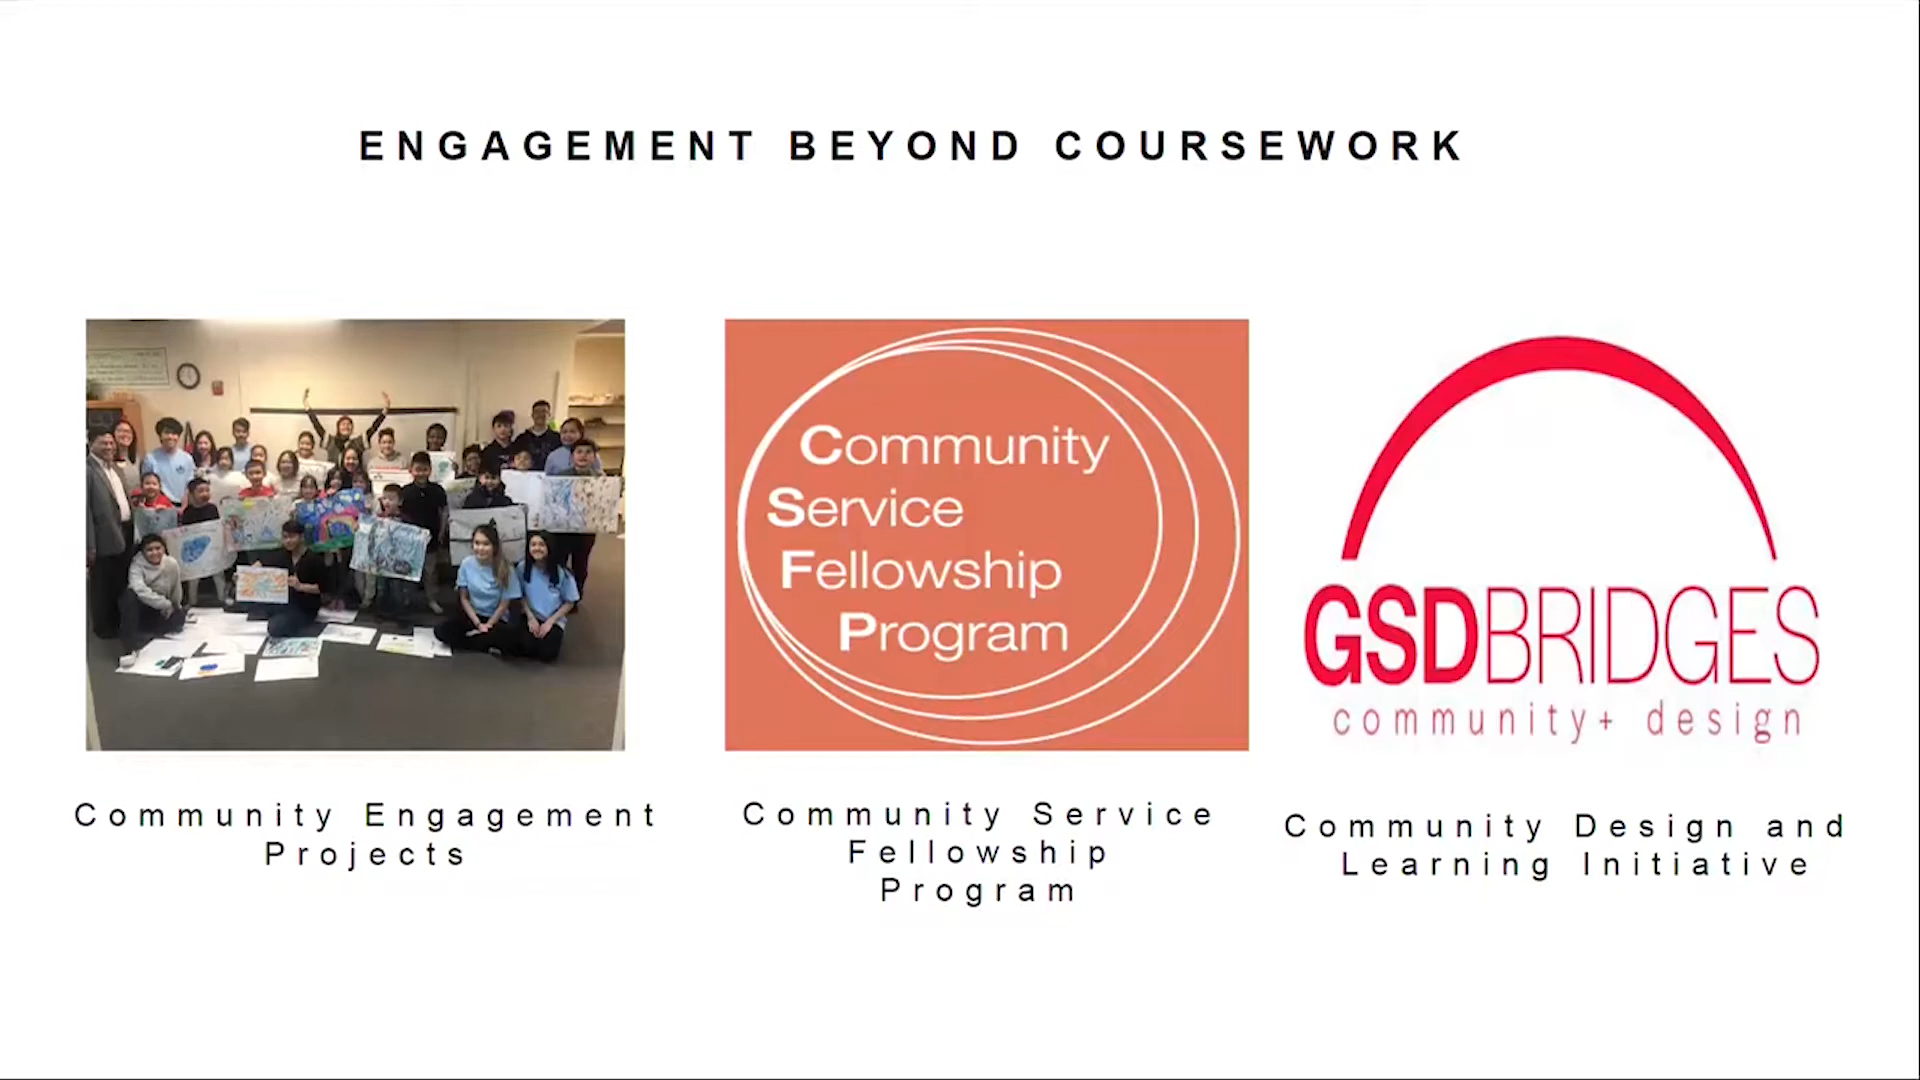 ENGAGEMENT BEYOND COURSEWORK
Community
Service
Fellowship
Program
GSDBRIDGES
community+ design
Community Engagement
Projects
Community Service
Fellowship
Program
Community Design and
Learning Initiative